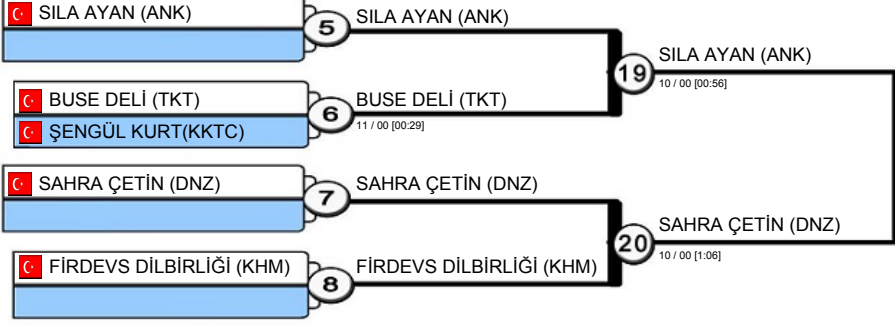 SILA AYAN (ANK)
5
SILA AYAN (ANK)
19
SILA AYAN (ANK)
10 / 00 [00:56]
BUSE DELİ (TKT)
ŞENGÜL KURT(KKTC)
6
BUSE DELİ (TKT)
11 / 00 [00:29]
SAHRA ÇETİN (DNZ)
7
SAHRA ÇETİN (DNZ)
20
SAHRA ÇETİN (DNZ)
10 / 00 [1:06]
FİRDEVS DİLBİRLİĞİ (KHM)
8
FİRDEVS DİLBİRLİĞİ (KHM)